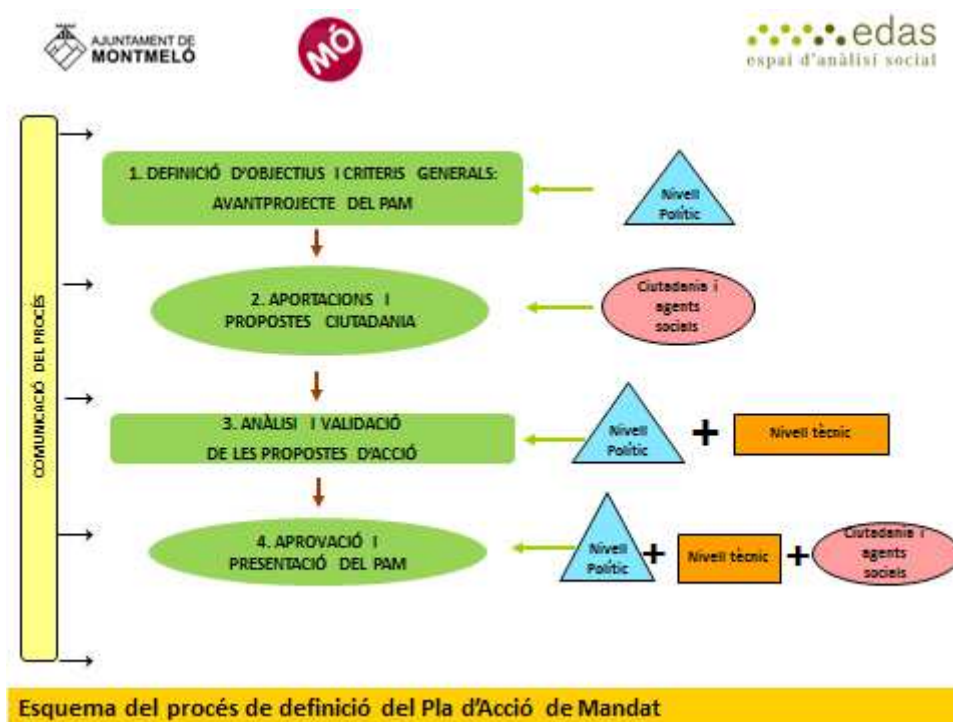 AJUNTAMENT DE
MONTMELÓ
MÓ
edas
espai d'anàlisi social
COMUNICACIÓ DEL PROCÉS
1. DEFINICIÓ D'OBJECTIUS I CRITERIS GENERALS:
AVANTPROJECTE DEL PAM
Nivell
Polític
2. APORTACIONS I
PROPOSTES CIUTADANIA
Ciutadania i
agents
socials
3. ANÀLISI I VALIDACIÓ
DE LES PROPOSTES D'ACCIÓ
Nivell
Polític
+
Nivell tècnic
4. APROVACIÓ I
PRESENTACIÓ DEL PAM
Nivell
Polític
+
Nivell tècnic
+
Ciutadania i
agents
socials
Esquema del procés de definició del Pla d'Acció de Mandat